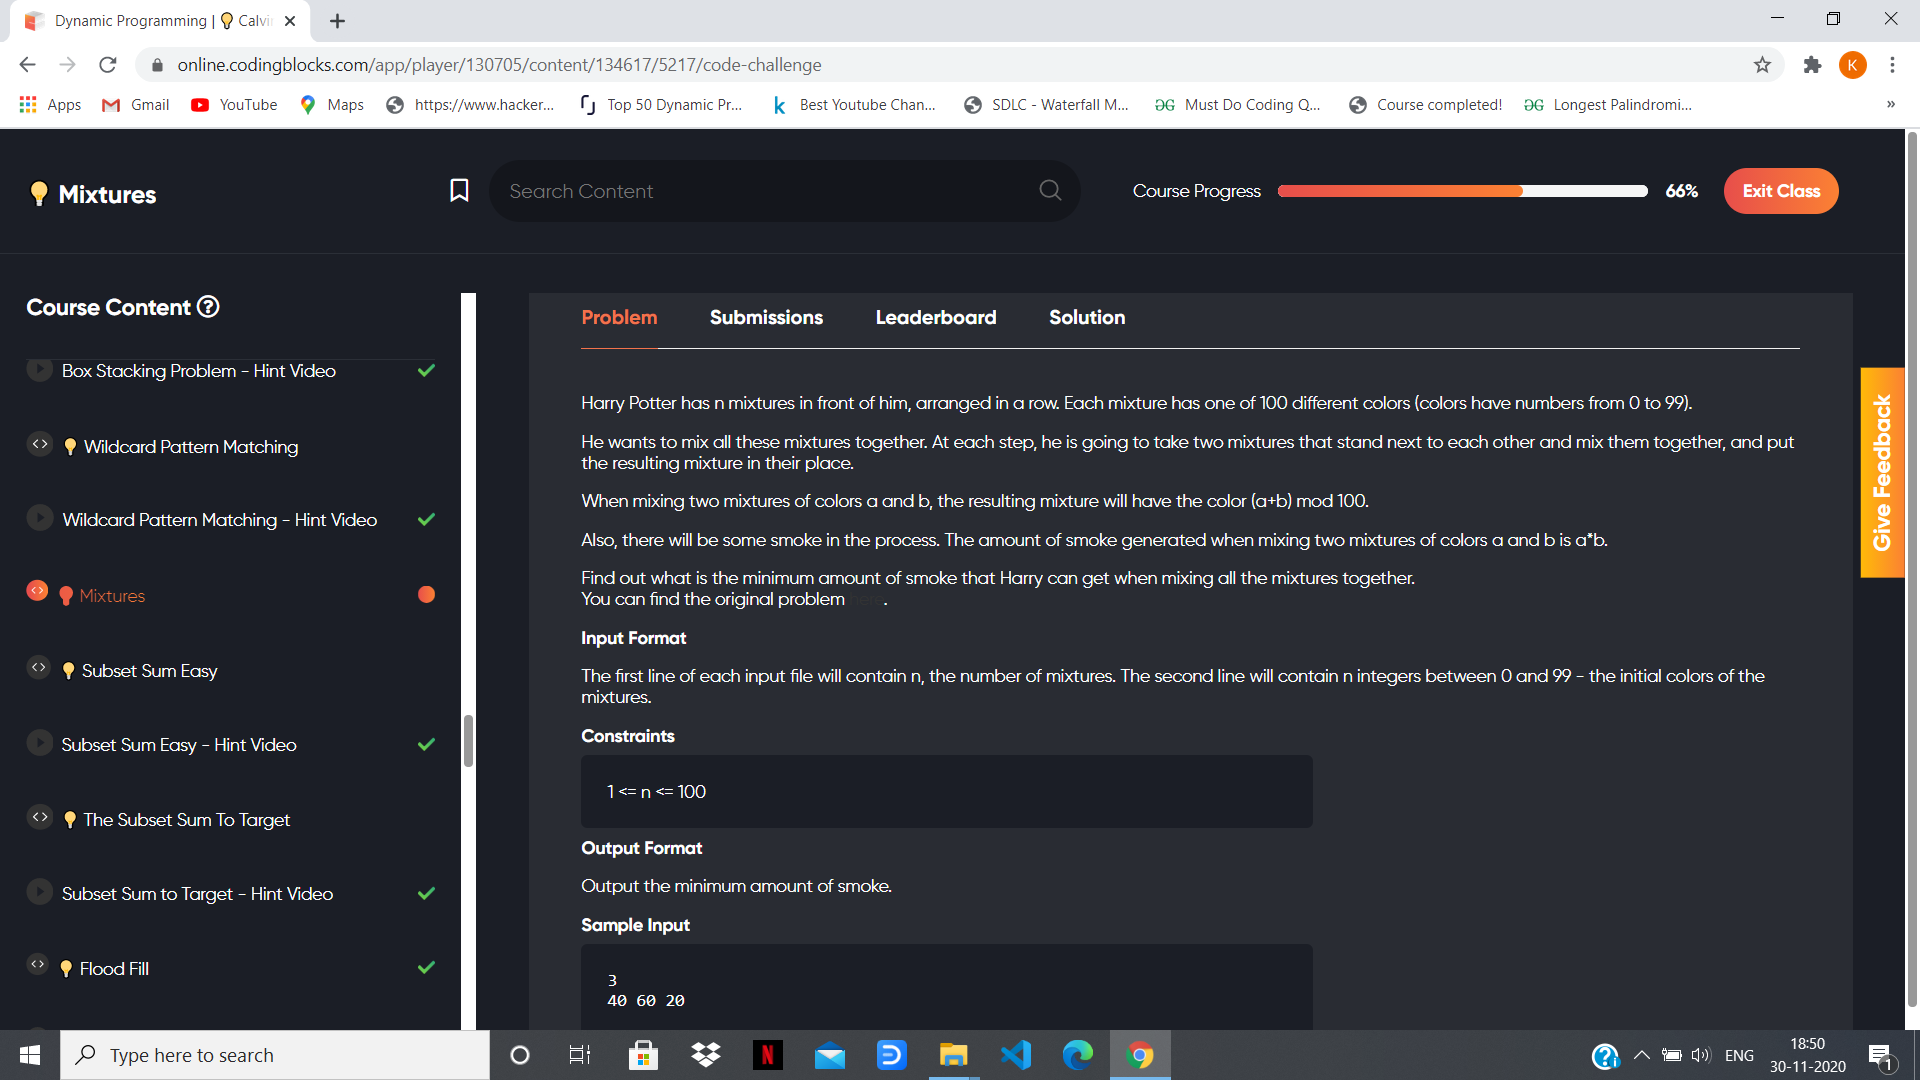 Dynamic Programming | 💡 Calvi
online.codingblocks.com/app/player/130705/content/134617/5217/code-challenge
K
Apps
Gmail
YouTube
Maps
https://www.hacker...
Top 50 Dynamic Pr...
Best Youtube Chan...
SDLC - Waterfall M...
Must Do Coding Q...
Course completed!
Longest Palindromi...
»
💡 Mixtures
Search Content
Course Progress
66%
Exit Class
Course Content
Box Stacking Problem - Hint Video
💡 Wildcard Pattern Matching
Wildcard Pattern Matching - Hint Video
💡 Mixtures
💡 Subset Sum Easy
Subset Sum Easy - Hint Video
💡 The Subset Sum To Target
Subset Sum to Target - Hint Video
💡 Flood Fill
Problem
Submissions
Leaderboard
Solution
Harry Potter has n mixtures in front of him, arranged in a row. Each mixture has one of 100 different colors (colors have numbers from 0 to 99).
He wants to mix all these mixtures together. At each step, he is going to take two mixtures that stand next to each other and mix them together, and put
the resulting mixture in their place.
When mixing two mixtures of colors a and b, the resulting mixture will have the color (a+b) mod 100.
Also, there will be some smoke in the process. The amount of smoke generated when mixing two mixtures of colors a and b is a*b.
Find out what is the minimum amount of smoke that Harry can get when mixing all the mixtures together.
You can find the original problem here.
Input Format
The first line of each input file will contain n, the number of mixtures. The second line will contain n integers between 0 and 99 - the initial colors of the
mixtures.
Constraints
1 <= n <= 100
Output Format
Output the minimum amount of smoke.
Sample Input
3
40 60 20
Give Feedback
Type here to search
ENG
18:50
30-11-2020
1